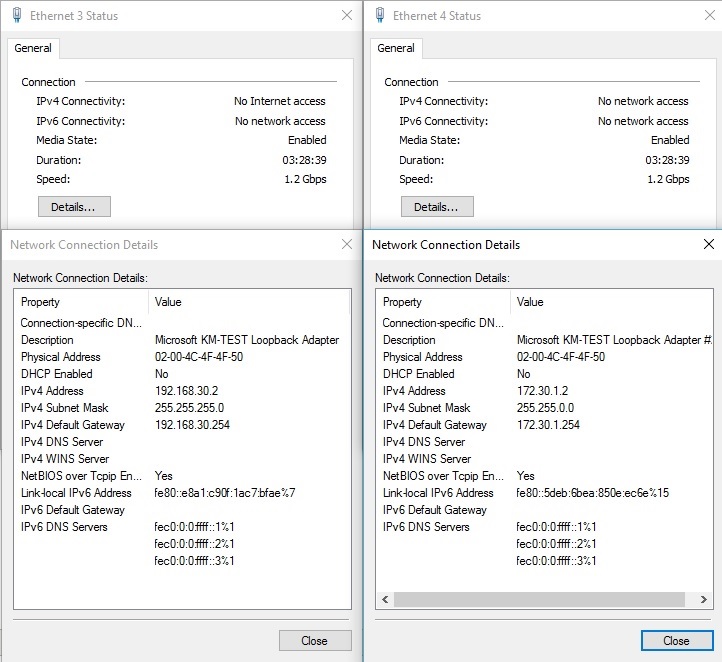 Ethernet 3 Status
General
Connection
IPv4 Connectivity: No Internet access
IPv6 Connectivity: No network access
Media State: Enabled
Duration: 03:28:39
Speed: 1.2 Gbps
Details...
Network Connection Details
Network Connection Details:
Property Value
Connection-specific DN...
Description Microsoft KM-TEST Loopback Adapter
Physical Address 02-00-4C-4F-4F-50
DHCP Enabled No
IPv4 Address 192.168.30.2
IPv4 Subnet Mask 255.255.255.0
IPv4 Default Gateway 192.168.30.254
IPv4 DNS Server
IPv4 WINS Server
NetBIOS over Tcpip En... Yes
Link-local IPv6 Address fe80::e8a1:c90f:1ac7:bfae%7
IPv6 Default Gateway
IPv6 DNS Servers fec0:0:0:ffff::1%1
fec0:0:0:ffff::2%1
fec0:0:0:ffff::3%1
Close
Ethernet 4 Status
General
Connection
IPv4 Connectivity: No network access
IPv6 Connectivity: No network access
Media State: Enabled
Duration: 03:28:39
Speed: 1.2 Gbps
Details...
Network Connection Details
Network Connection Details:
Property Value
Connection-specific DN...
Description Microsoft KM-TEST Loopback Adapter
Physical Address 02-00-4C-4F-4F-50
DHCP Enabled No
IPv4 Address 172.30.1.2
IPv4 Subnet Mask 255.255.0.0
IPv4 Default Gateway 172.30.1.254
IPv4 DNS Server
IPv4 WINS Server
NetBIOS over Tcpip En... Yes
Link-local IPv6 Address fe80::5deb:6bea:850e:ec6e%15
IPv6 Default Gateway
IPv6 DNS Servers fec0:0:0:ffff::1%1
fec0:0:0:ffff::2%1
fec0:0:0:ffff::3%1
Close